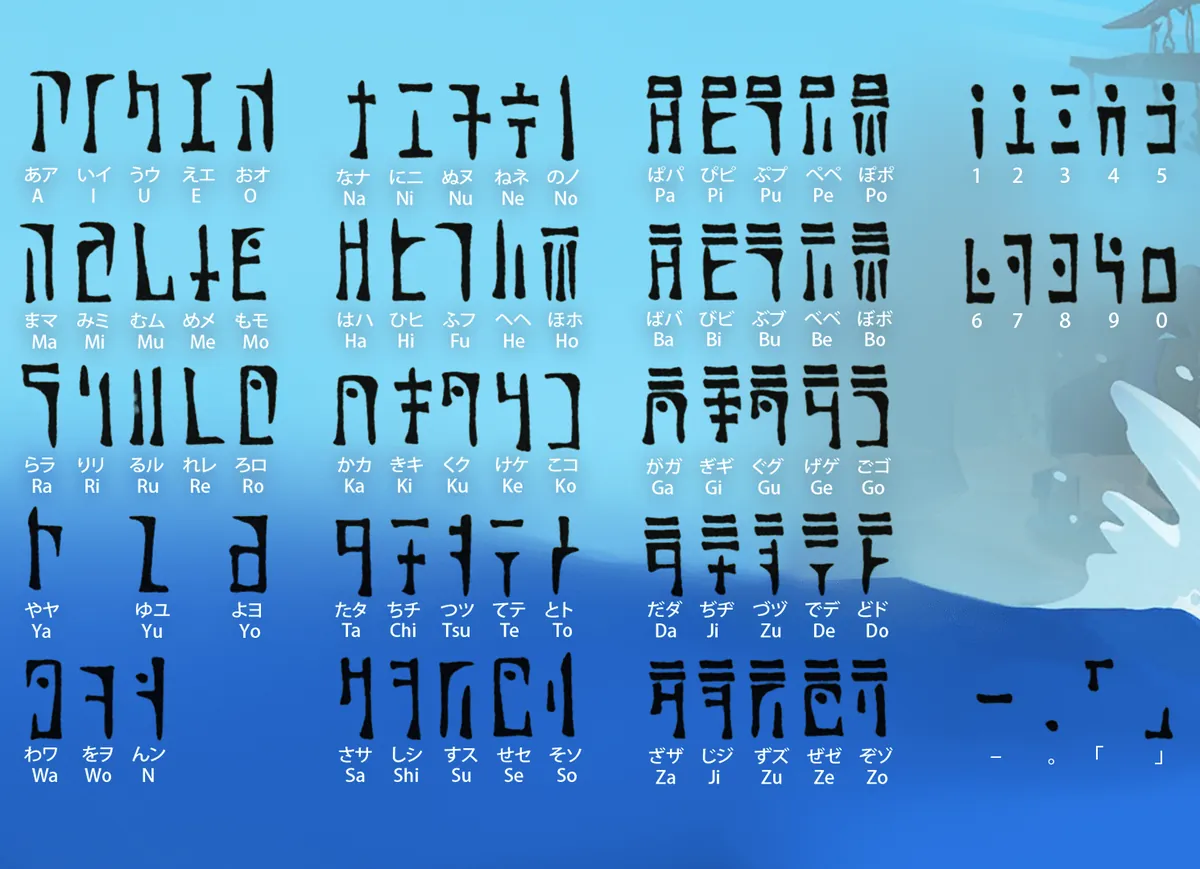 あア いイ うウ えエ おオ なナ にニ ぬヌ ねネ のノ ぱパ ぴピ ぷプ ぺペ ぽポ 1 2 3 4 5
A I U E O Na Ni Nu Ne No Pa Pi Pu Pe Po
まマ みミ むム めメ もモ はハ ひヒ ふフ へヘ ほホ ばバ びビ ぶブ べベ ぼボ 6 7 8 9 0
Ma Mi Mu Me Mo Ha Hi Fu He Ho Ba Bi Bu Be Bo
らラ りリ るル れレ ろロ かカ きキ くク けケ こコ がガ ぎギ ぐグ げゲ ごゴ
Ra Ri Ru Re Ro Ka Ki Ku Ke Ko Ga Gi Gu Ge Go
やヤ ゆユ よヨ たタ ちチ つツ てテ とト だダ ぢヂ づヅ でデ どド
Ya Yu Yo Ta Chi Tsu Te To Da Ji Zu De Do
わワ をヲ んン さサ しシ すス せセ そソ ざザ じジ ずズ ぜゼ ぞゾ – 。 「 」
Wa Wo N Sa Shi Su Se So Za Ji Zu Ze Zo